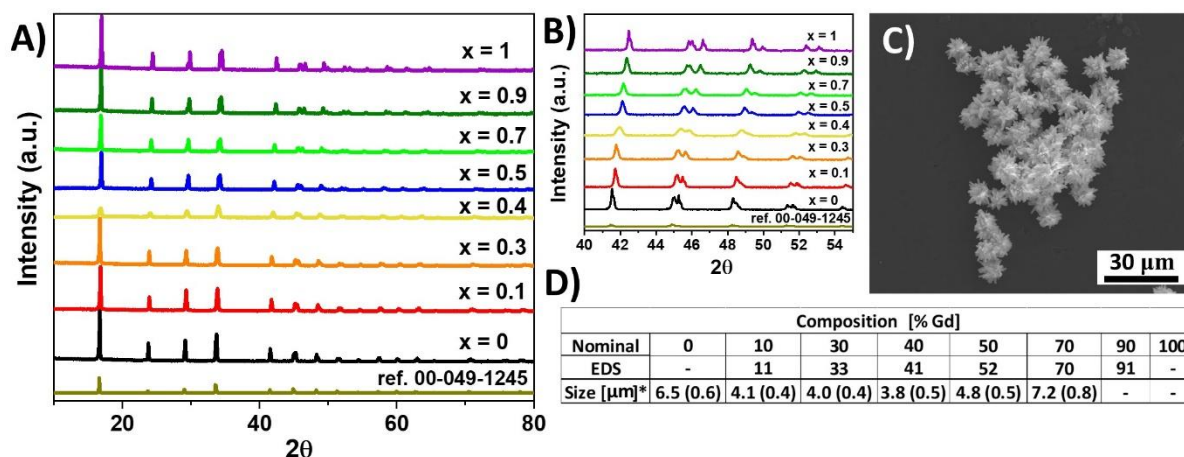 A)
Intensity (a.u.)
x = 1
x = 0.9
x = 0.7
x = 0.5
x = 0.4
x = 0.3
x = 0.1
x = 0
ref. 00-049-1245
20 40 60 80
2θ
B)
Intensity (a.u.)
x = 1
x = 0.9
x = 0.7
x = 0.5
x = 0.4
x = 0.3
x = 0.1
x = 0
ref. 00-049-1245
40 42 44 46 48 50 52 54
2θ
C)
30 µm
D)
Composition [% Gd]
Nominal 0 10 30 40 50 70 90 100
EDS - 11 33 41 52 70 91 -
Size [µm]* 6.5 (0.6) 4.1 (0.4) 4.0 (0.4) 3.8 (0.5) 4.8 (0.5) 7.2 (0.8) - -